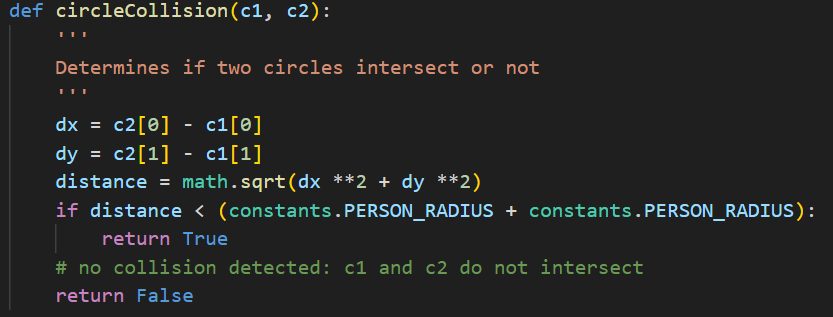 def circleCollision(c1, c2):
    '''
    Determines if two circles intersect or not
    '''
    dx = c2[0] - c1[0]
    dy = c2[1] - c1[1]
    distance = math.sqrt(dx **2 + dy **2)
    if distance < (constants.PERSON_RADIUS + constants.PERSON_RADIUS):
        return True
    # no collision detected: c1 and c2 do not intersect
    return False